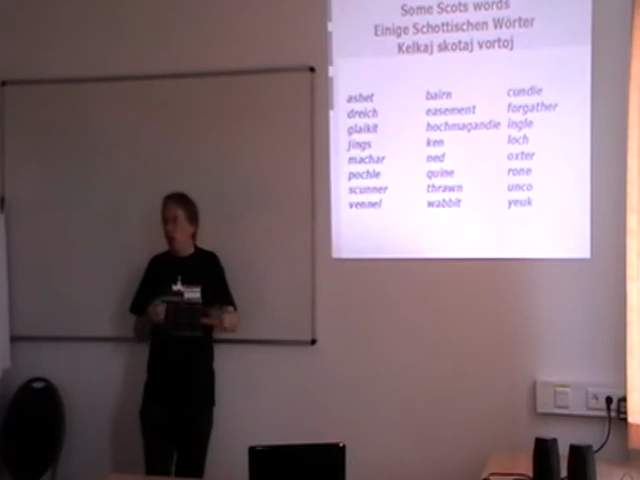 Some Scots words
Einige Schottischen Wörter
Kelkaj skotaj vortoj
ashet bairn cundie
dreich easement forgather
glaikit hochmagandie ingle
jings ken loch
machar ned oxter
pochle quine rone
scunner thrawn unco
vennel wabbit yeuk